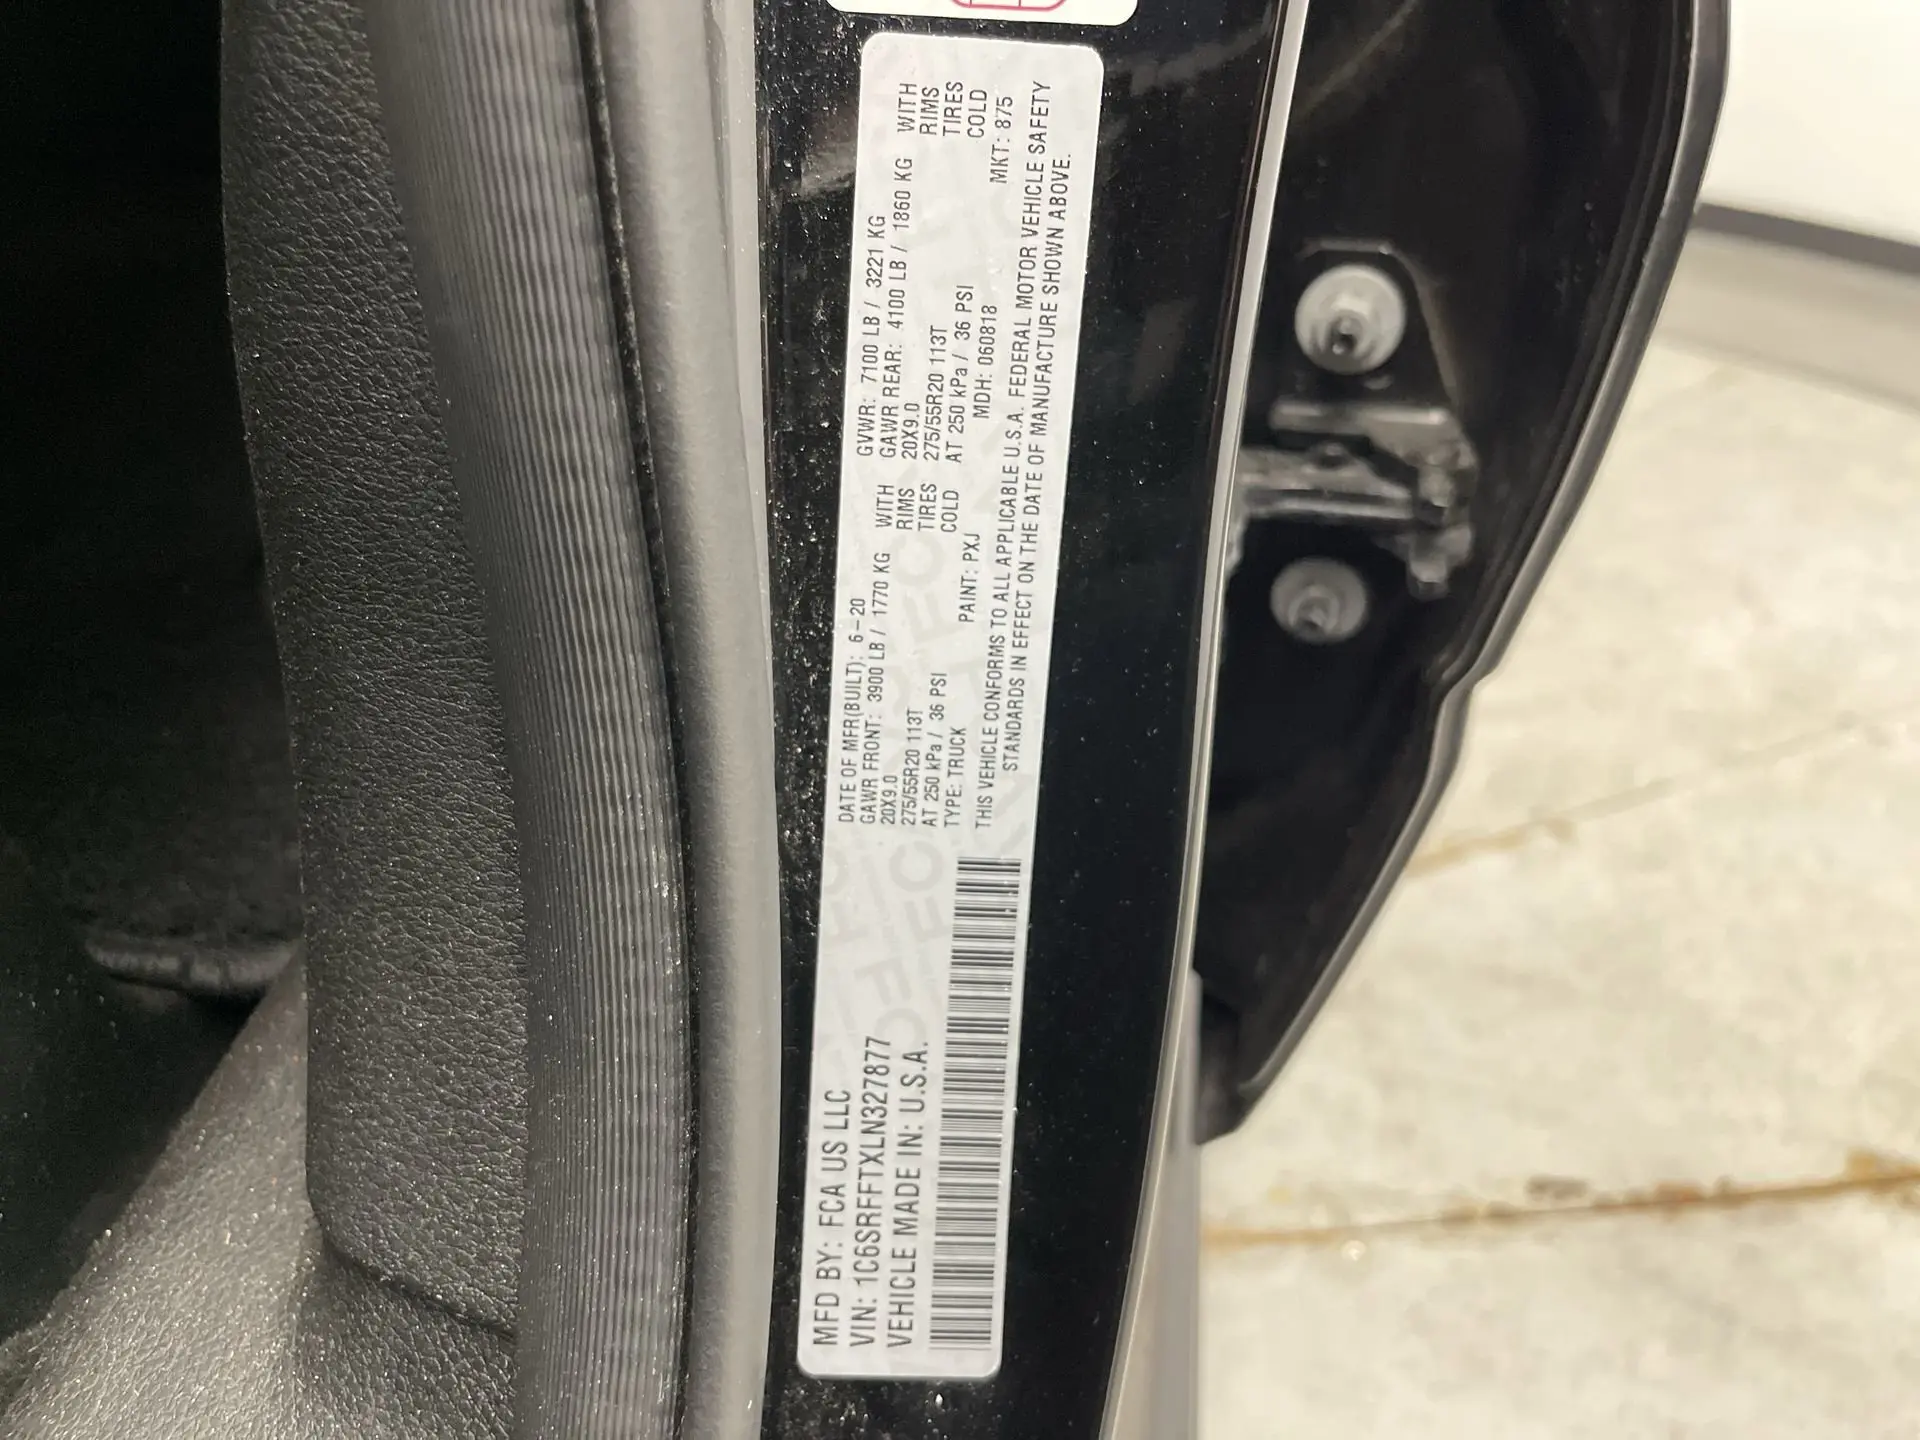 MFD BY: FCA US LLC
VIN: 1C6SRFFTXLN327877
VEHICLE MADE IN: U.S.A.
DATE OF MFR(BUILT): 6-20 GVWR: 7100 LB / 3221 KG
GAWR FRONT: 3900 LB / 1770 KG WITH GAWR REAR: 4100 LB / 1860 KG WITH
20X9.0 RIMS 20X9.0 RIMS
275/55R20 113T TIRES 275/55R20 113T TIRES
AT 250 kPa / 36 PSI COLD AT 250 kPa / 36 PSI COLD
TYPE: TRUCK PAINT: PXJ MDH: 060818 MKT: 875
THIS VEHICLE CONFORMS TO ALL APPLICABLE U.S.A. FEDERAL MOTOR VEHICLE SAFETY
STANDARDS IN EFFECT ON THE DATE OF MANUFACTURE SHOWN ABOVE.